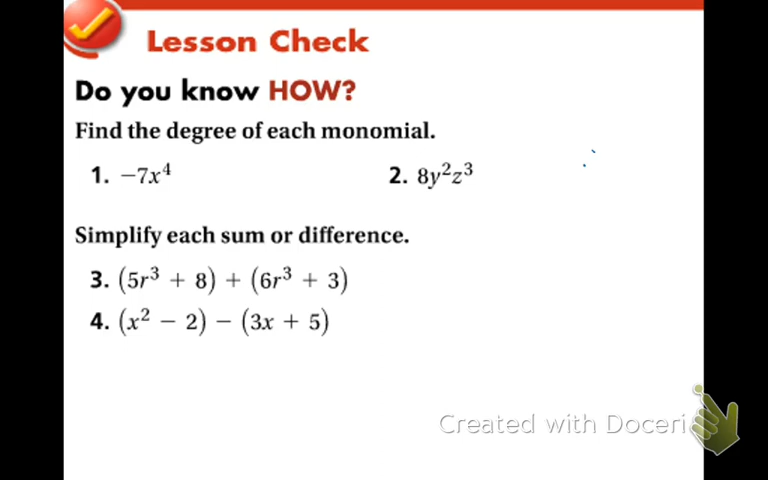 Lesson Check
Do you know HOW?
Find the degree of each monomial.
1. −7x⁴ 2. 8y²z³
Simplify each sum or difference.
3. (5r³ + 8) + (6r³ + 3)
4. (x² − 2) − (3x + 5)
Created with Doceri